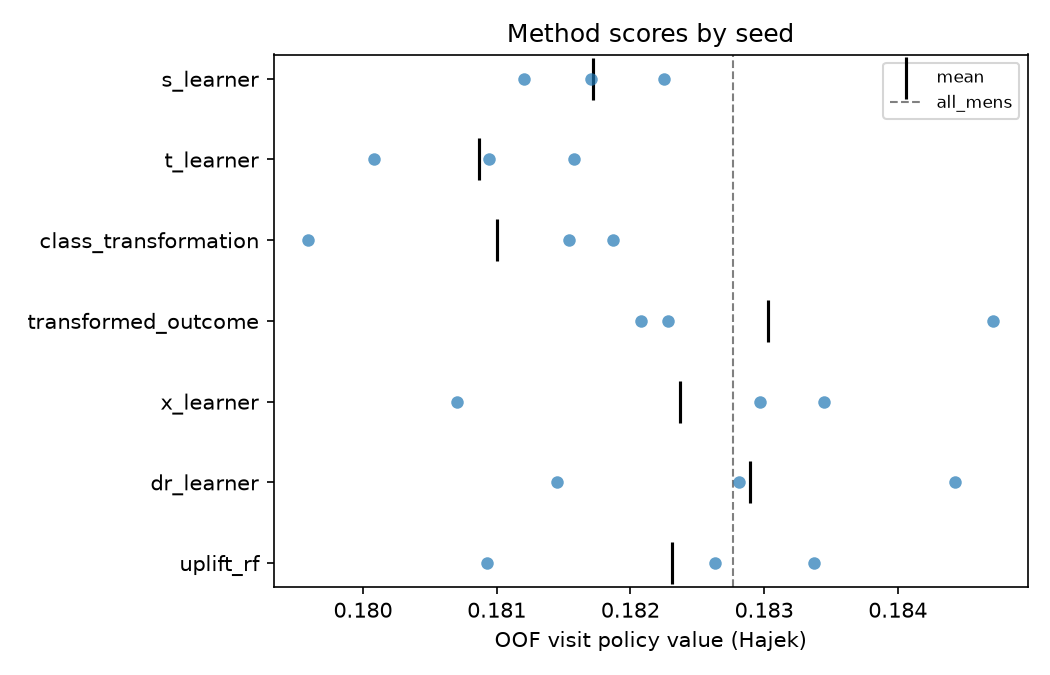 Method scores by seed
s_learner
t_learner
class_transformation
transformed_outcome
x_learner
dr_learner
uplift_rf
mean
all_mens
0.180 0.181 0.182 0.183 0.184
OOF visit policy value (Hajek)